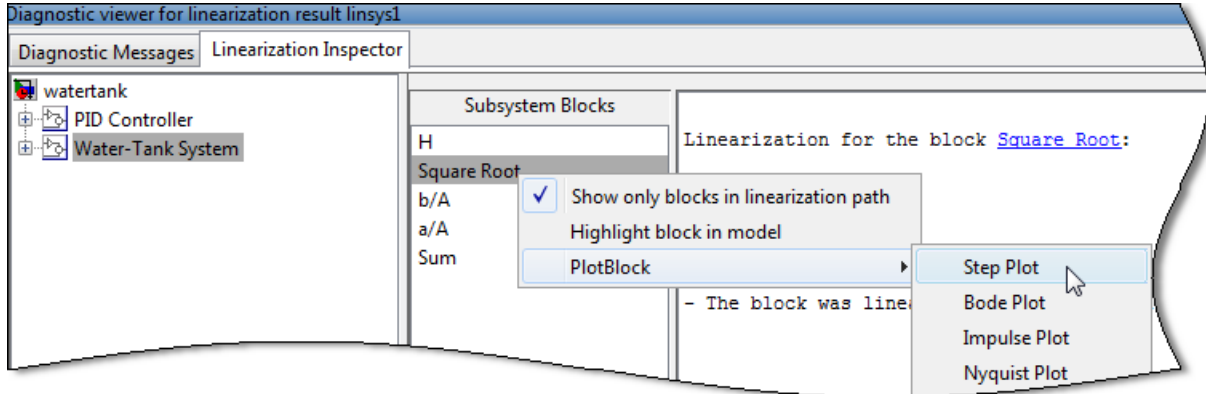 Diagnostic viewer for linearization result linsys1
Diagnostic Messages
Linearization Inspector
watertank
PID Controller
Water-Tank System
Subsystem Blocks
H
Square Root
b/A
a/A
Sum
Linearization for the block Square Root:
Show only blocks in linearization path
Highlight block in model
PlotBlock
- The block was
Step Plot
Bode Plot
Impulse Plot
Nyquist Plot